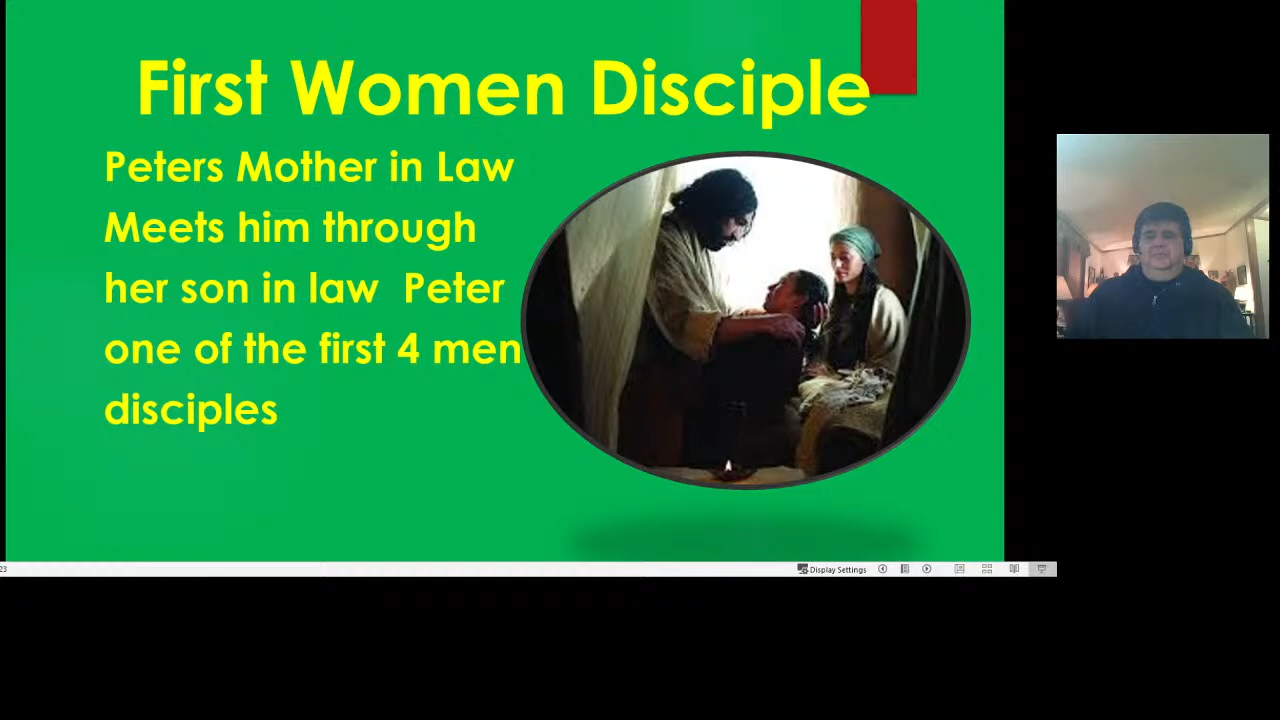 First Women Disciple
Peters Mother in Law
Meets him through
her son in law  Peter
one of the first 4 men
disciples
23
Display Settings